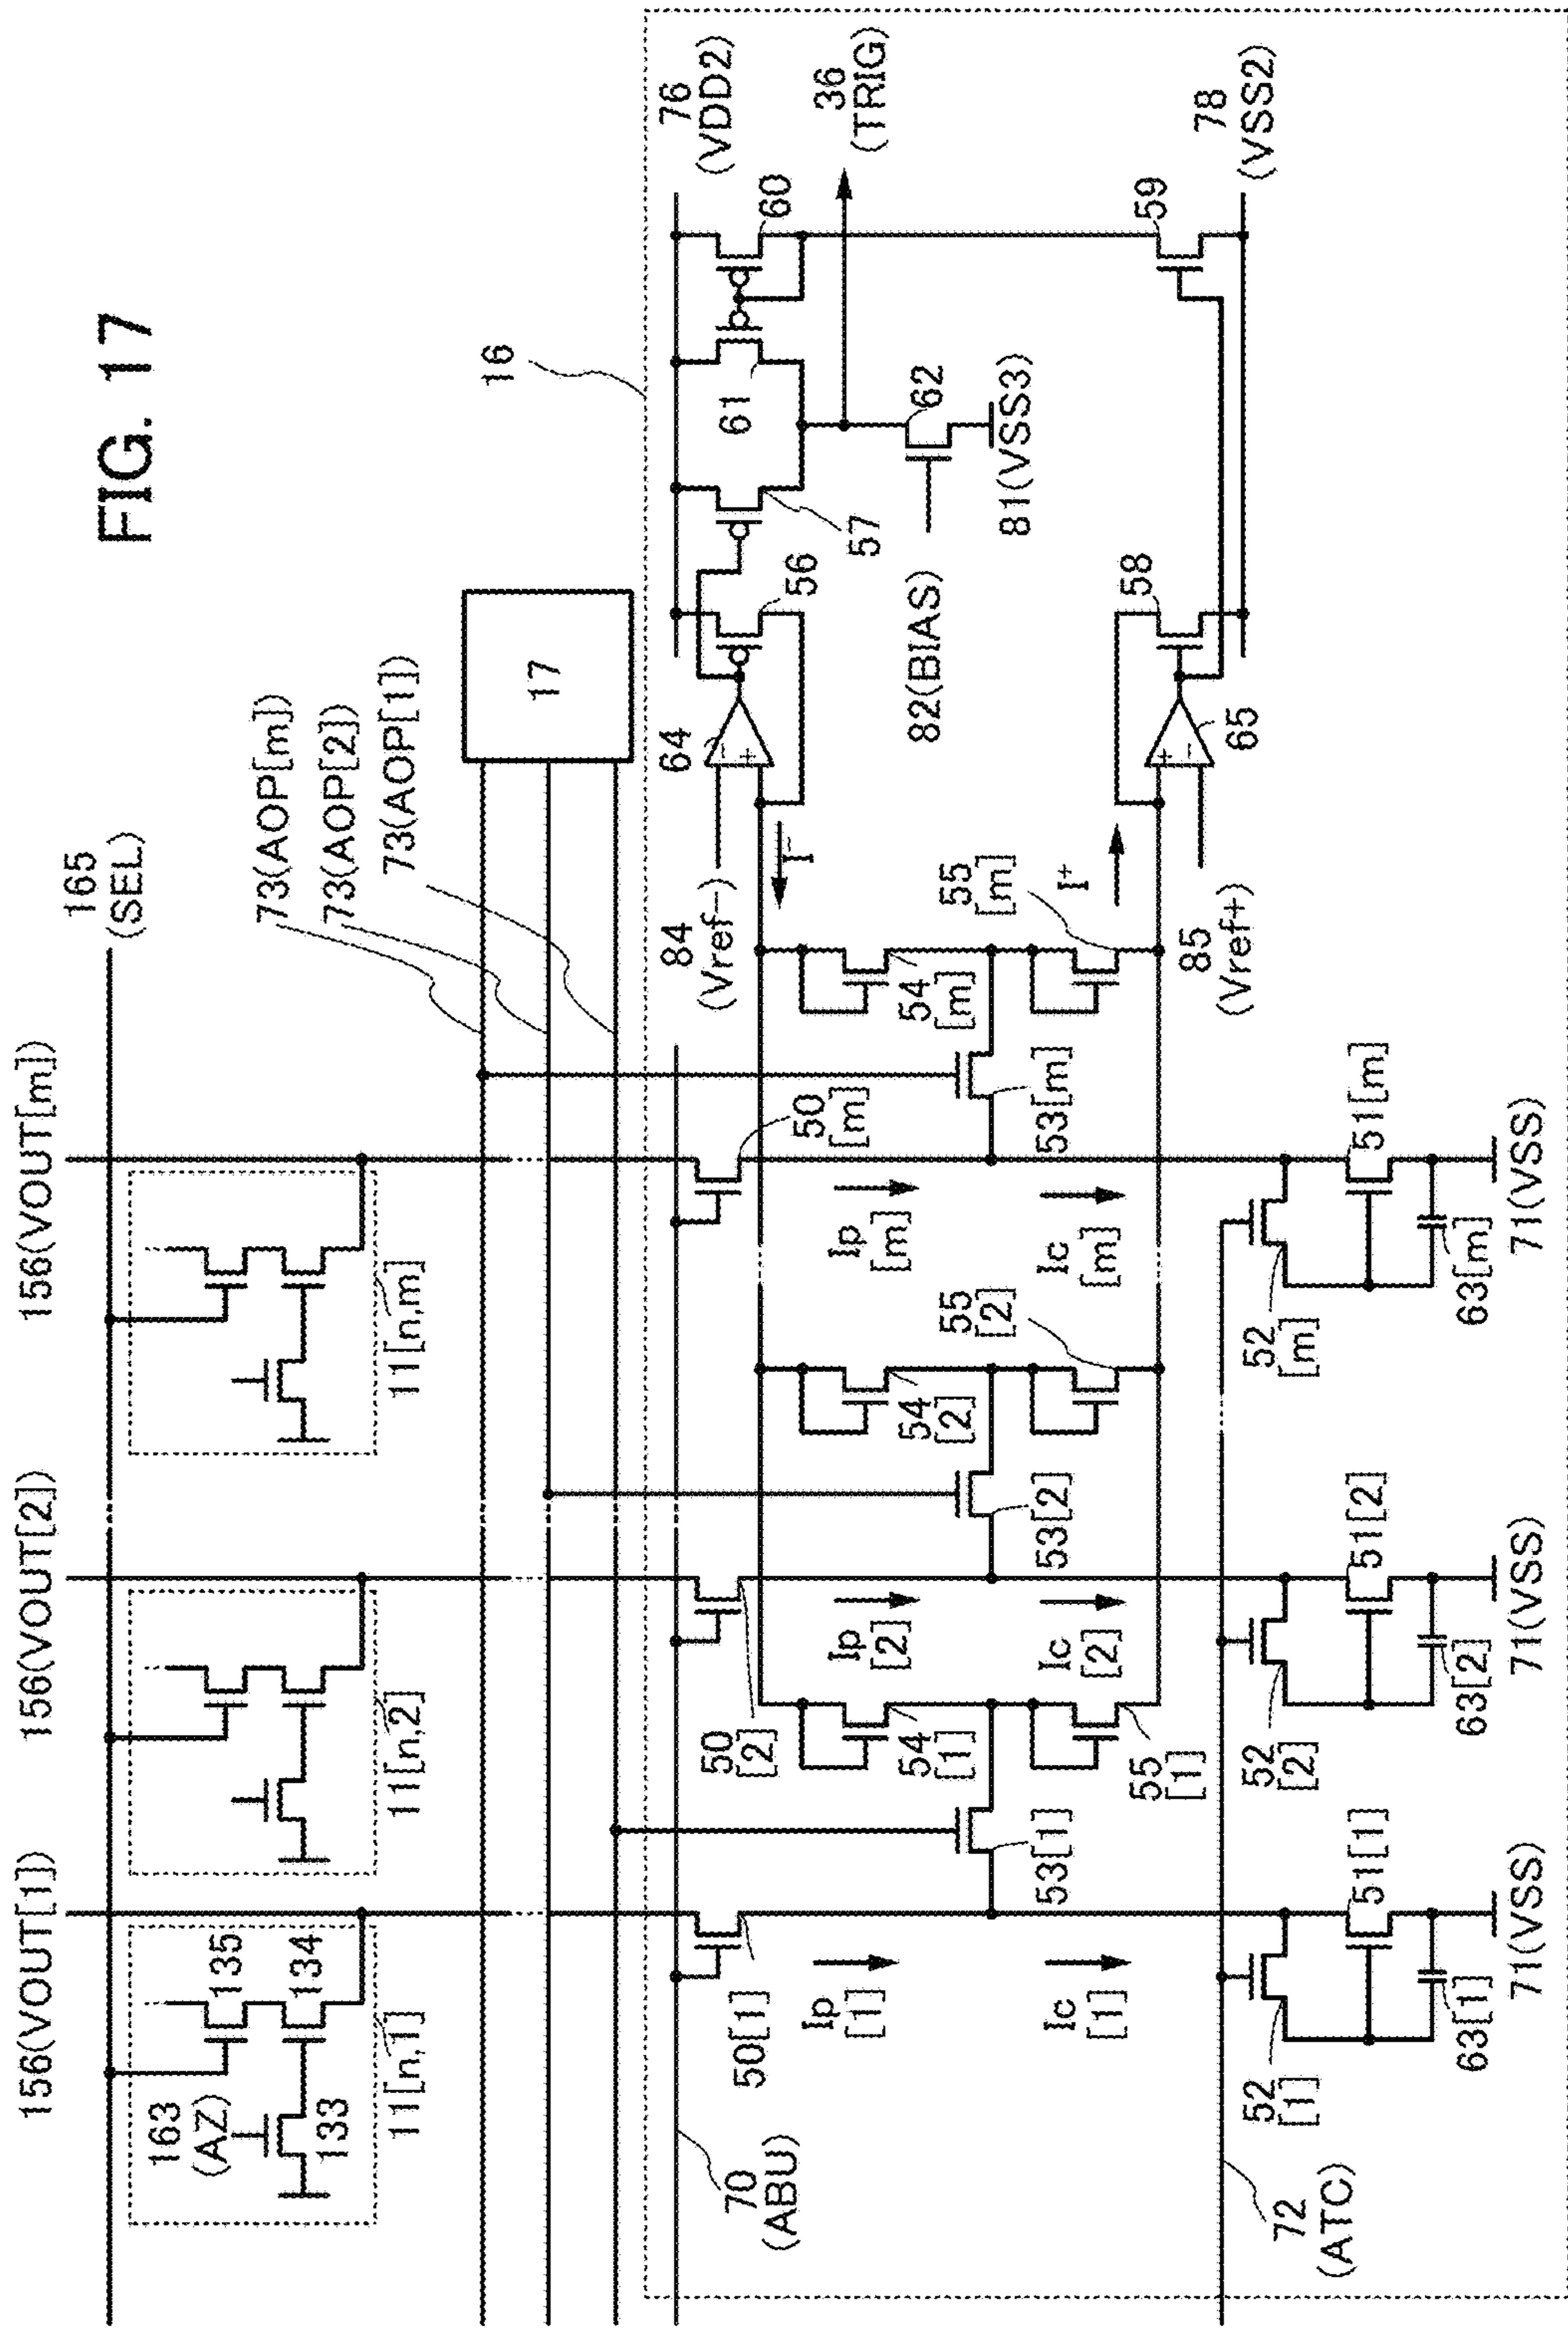 FIG. 17
156(VOUT[1])
156(VOUT[2])
156(VOUT[m])
165
(SEL)
163
(AZ)
135
134
133
11[n,1]
11[n,2]
11[n,m]
73(AOP[m])
73(AOP[2])
73(AOP[1])
17
16
70
(ABU)
50[1]
50
[2]
50
[m]
84
(Vref-)
64
56
57
61
60
76
(VDD2)
36
(TRIG)
I-
Ip
[1]
Ip
[2]
Ip
[m]
54
[1]
54
[2]
54
[m]
53[1]
53[2]
53[m]
82(BIAS)
62
81(VSS3)
Ic
[1]
Ic
[2]
Ic
[m]
55
[1]
55
[2]
55
[m]
I+
85
(Vref+)
65
58
59
78
(VSS2)
72
(ATC)
52
[1]
52
[2]
52
[m]
51[1]
51[2]
51[m]
63[1]
63[2]
63[m]
71(VSS)
71(VSS)
71(VSS)